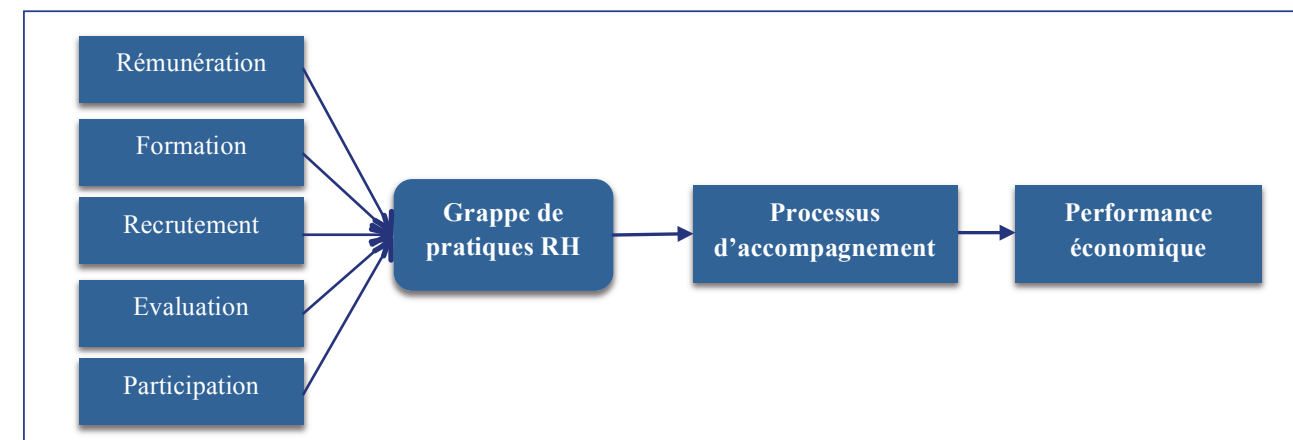 Rémunération
Formation
Recrutement
Evaluation
Participation
Grappe de
pratiques RH
Processus
d’accompagnement
Performance
économique